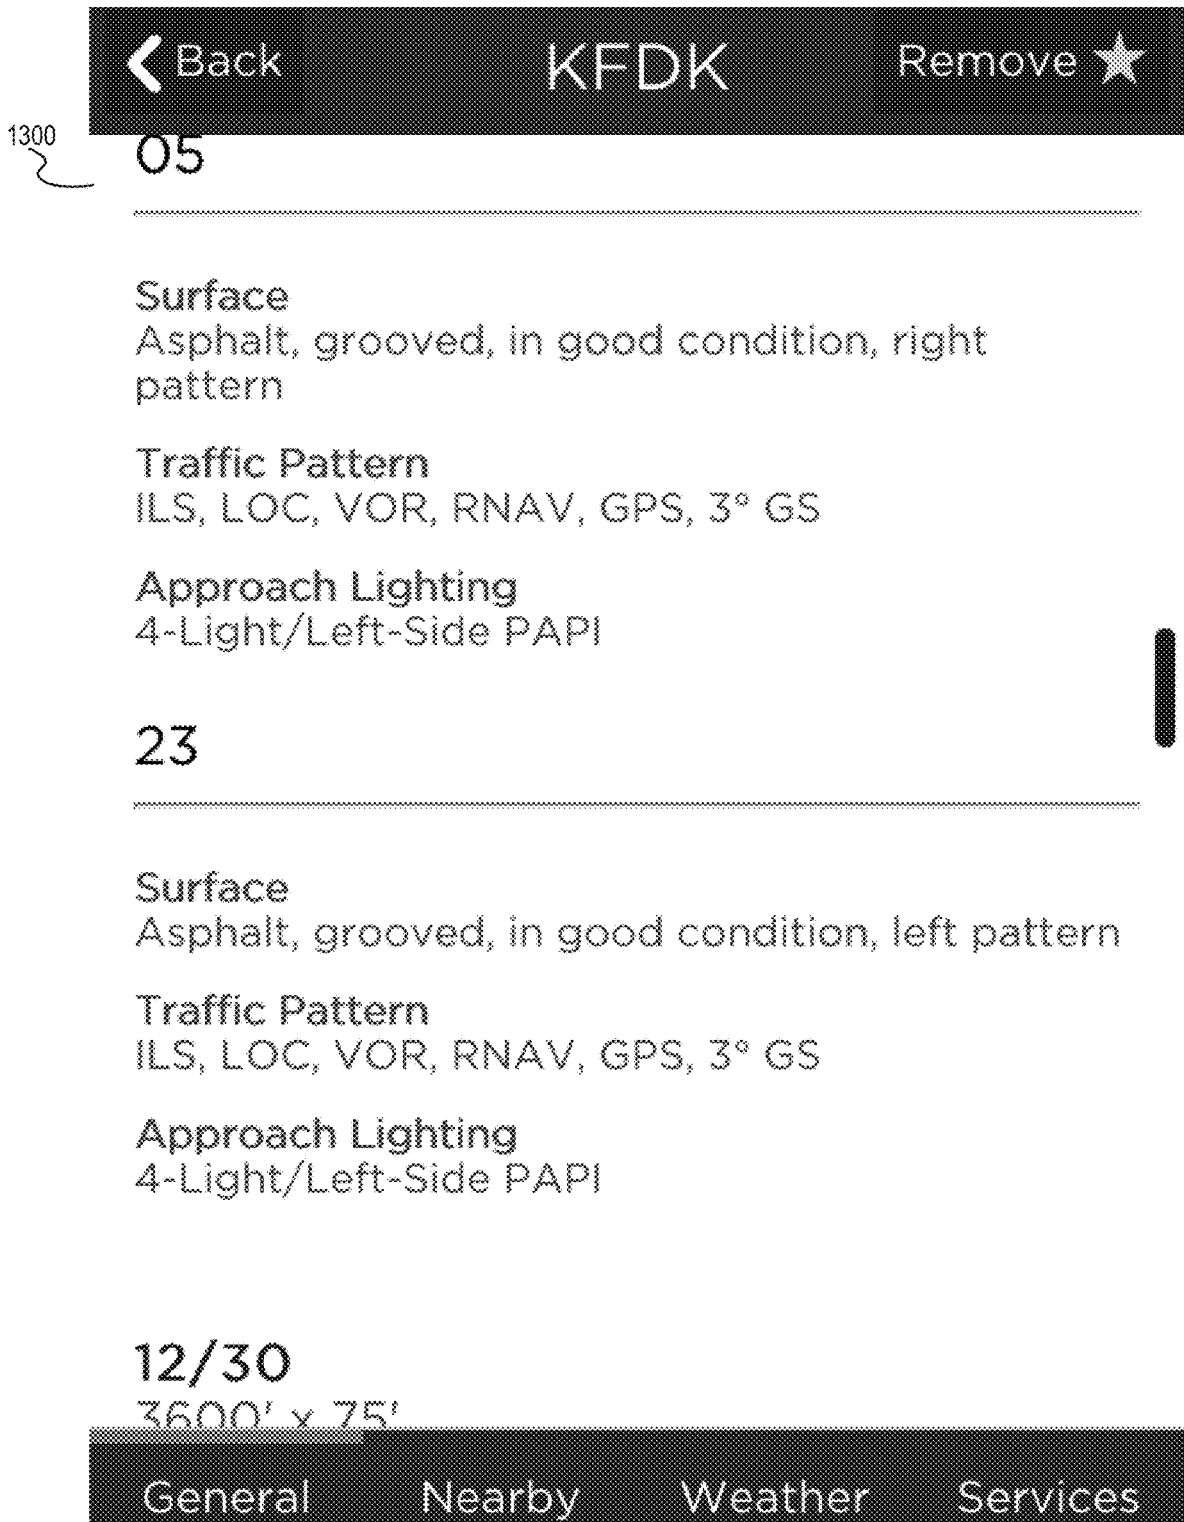 Back KFDK Remove
1300
05
Surface
Asphalt, grooved, in good condition, right
pattern
Traffic Pattern
ILS, LOC, VOR, RNAV, GPS, 3° GS
Approach Lighting
4-Light/Left-Side PAPI
23
Surface
Asphalt, grooved, in good condition, left pattern
Traffic Pattern
ILS, LOC, VOR, RNAV, GPS, 3° GS
Approach Lighting
4-Light/Left-Side PAPI
12/30
3600' x 75'
General Nearby Weather Services